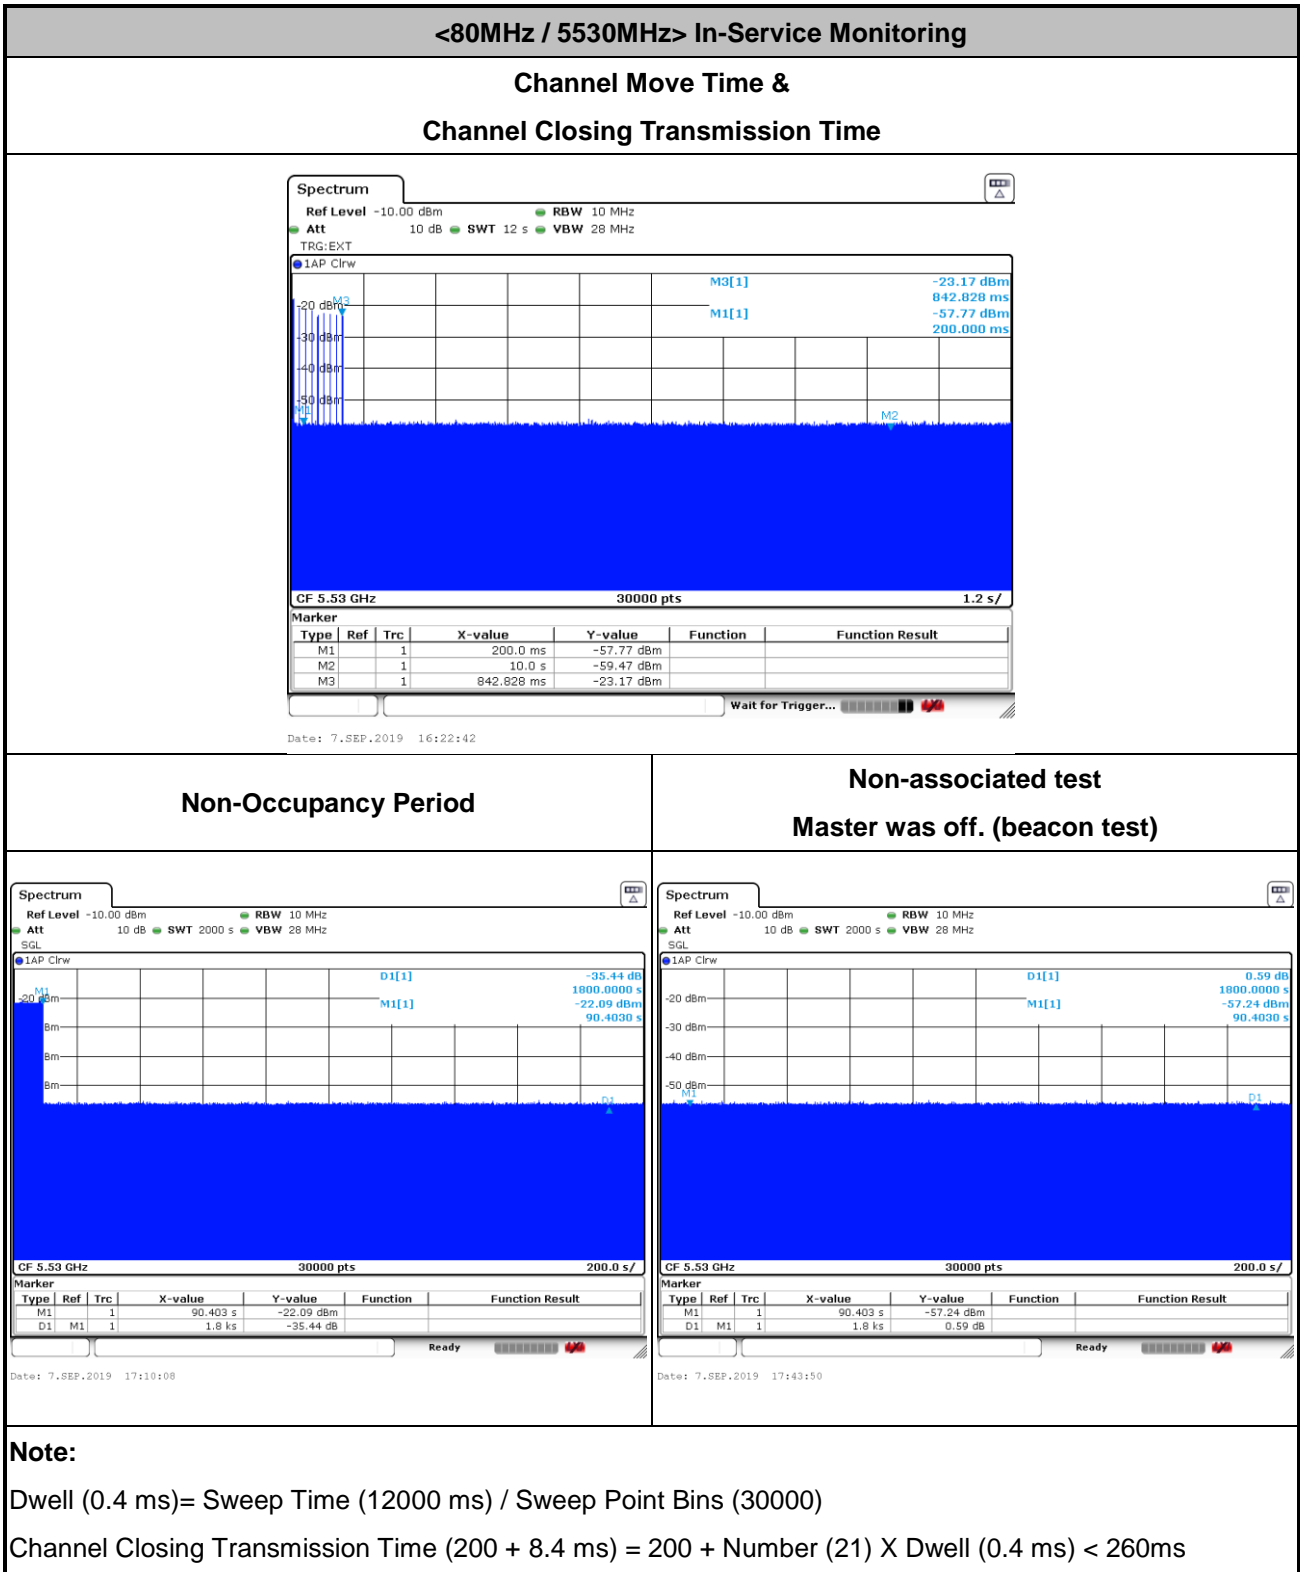 <80MHz / 5530MHz> In-Service Monitoring
Channel Move Time &
Channel Closing Transmission Time
Spectrum
Ref Level -10.00 dBm RBW 10 MHz
Att 10 dB SWT 12 s VBW 28 MHz
TRG:EXT
1AP Clrw
M3[1] -23.17 dBm
842.828 ms
M1[1] -57.77 dBm
200.000 ms
M3
-20 dBm
-30 dBm
-40 dBm
-50 dBm
M1
M2
CF 5.53 GHz 30000 pts 1.2 s/
Marker
Type Ref Trc X-value Y-value Function Function Result
M1 1 200.0 ms -57.77 dBm
M2 1 10.0 s -59.47 dBm
M3 1 842.828 ms -23.17 dBm
Wait for Trigger...
Date: 7.SEP.2019 16:22:42
Non-Occupancy Period
Spectrum
Ref Level -10.00 dBm RBW 10 MHz
Att 10 dB SWT 2000 s VBW 28 MHz
SGL
1AP Clrw
D1[1] -35.44 dB
1800.0000 s
M1[1] -22.09 dBm
90.4030 s
M1
-20 dBm
Bm
Bm
Bm
D1
CF 5.53 GHz 30000 pts 200.0 s/
Marker
Type Ref Trc X-value Y-value Function Function Result
M1 1 90.403 s -22.09 dBm
D1 M1 1 1.8 ks -35.44 dB
Ready
Date: 7.SEP.2019 17:10:08
Non-associated test
Master was off. (beacon test)
Spectrum
Ref Level -10.00 dBm RBW 10 MHz
Att 10 dB SWT 2000 s VBW 28 MHz
SGL
1AP Clrw
D1[1] 0.59 dB
1800.0000 s
M1[1] -57.24 dBm
90.4030 s
-20 dBm
-30 dBm
-40 dBm
-50 dBm
M1
D1
CF 5.53 GHz 30000 pts 200.0 s/
Marker
Type Ref Trc X-value Y-value Function Function Result
M1 1 90.403 s -57.24 dBm
D1 M1 1 1.8 ks 0.59 dB
Ready
Date: 7.SEP.2019 17:43:50
Note:
Dwell (0.4 ms)= Sweep Time (12000 ms) / Sweep Point Bins (30000)
Channel Closing Transmission Time (200 + 8.4 ms) = 200 + Number (21) X Dwell (0.4 ms) < 260ms